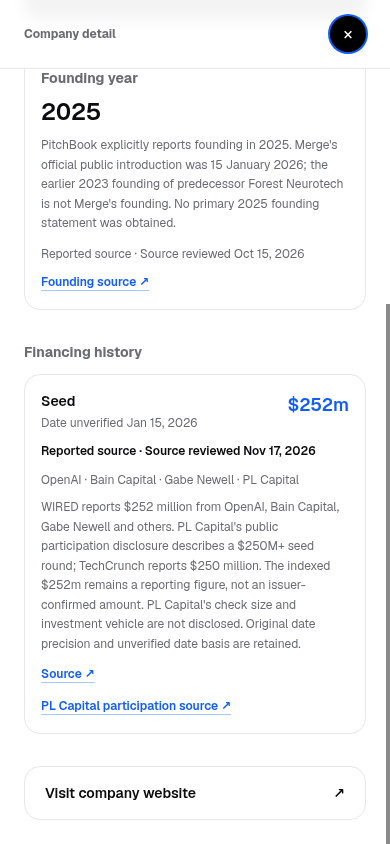 Company detail
×
Founding year
2025
PitchBook explicitly reports founding in 2025. Merge's
official public introduction was 15 January 2026; the
earlier 2023 founding of predecessor Forest Neurotech
is not Merge's founding. No primary 2025 founding
statement was obtained.
Reported source · Source reviewed Oct 15, 2026
Founding source ↗
Financing history
Seed
$252m
Date unverified Jan 15, 2026
Reported source · Source reviewed Nov 17, 2026
OpenAI · Bain Capital · Gabe Newell · PL Capital
WIRED reports $252 million from OpenAI, Bain Capital,
Gabe Newell and others. PL Capital's public
participation disclosure describes a $250M+ seed
round; TechCrunch reports $250 million. The indexed
$252m remains a reporting figure, not an issuer-
confirmed amount. PL Capital's check size and
investment vehicle are not disclosed. Original date
precision and unverified date basis are retained.
Source ↗
PL Capital participation source ↗
Visit company website ↗